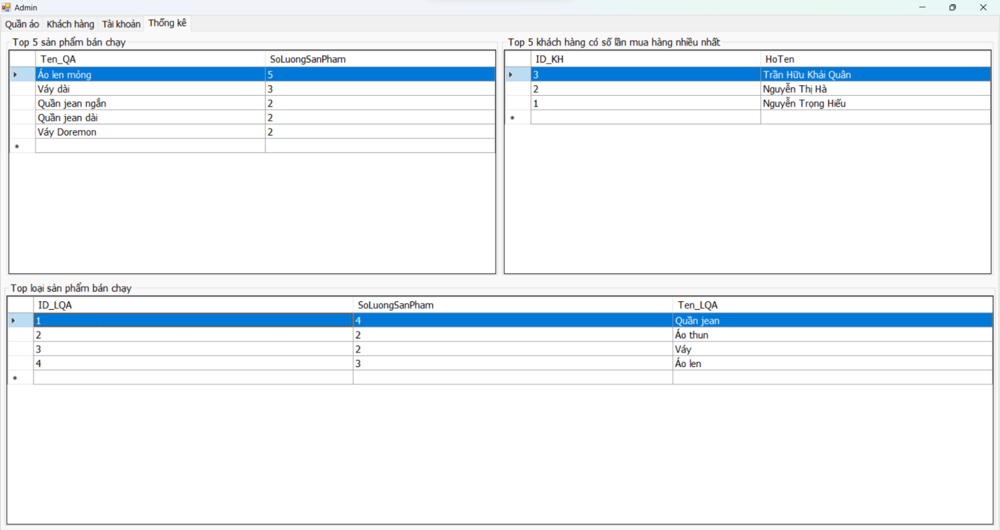 Admin
Quần áo Khách hàng Tài khoản Thống kê
Top 5 sản phẩm bán chạy
Ten_QA SoLuongSanPham
Áo len mỏng 5
Váy dài 3
Quần jean ngắn 2
Quần jean dài 2
Váy Doremon 2
Top 5 khách hàng có số lần mua hàng nhiều nhất
ID_KH HoTen
3 Trần Hữu Khải Quân
2 Nguyễn Thị Hà
1 Nguyễn Trọng Hiếu
Top loại sản phẩm bán chạy
ID_LQA SoLuongSanPham Ten_LQA
1 4 Quần jean
2 2 Áo thun
3 2 Váy
4 3 Áo len